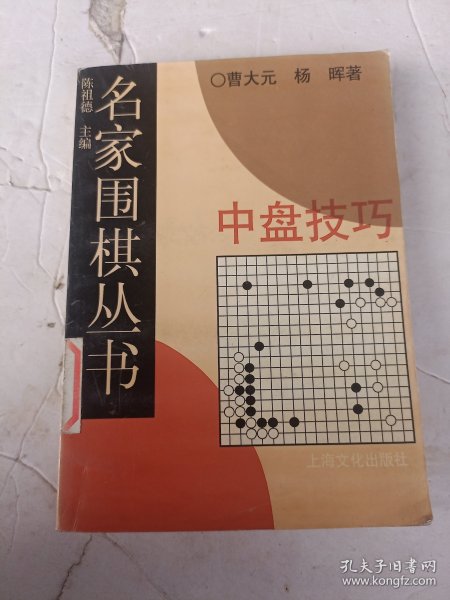 名家围棋丛书
陈祖德 主编
○曹大元 杨 晖著
中盘技巧
上海文化出版社
孔夫子旧书网
www.kongfz.com